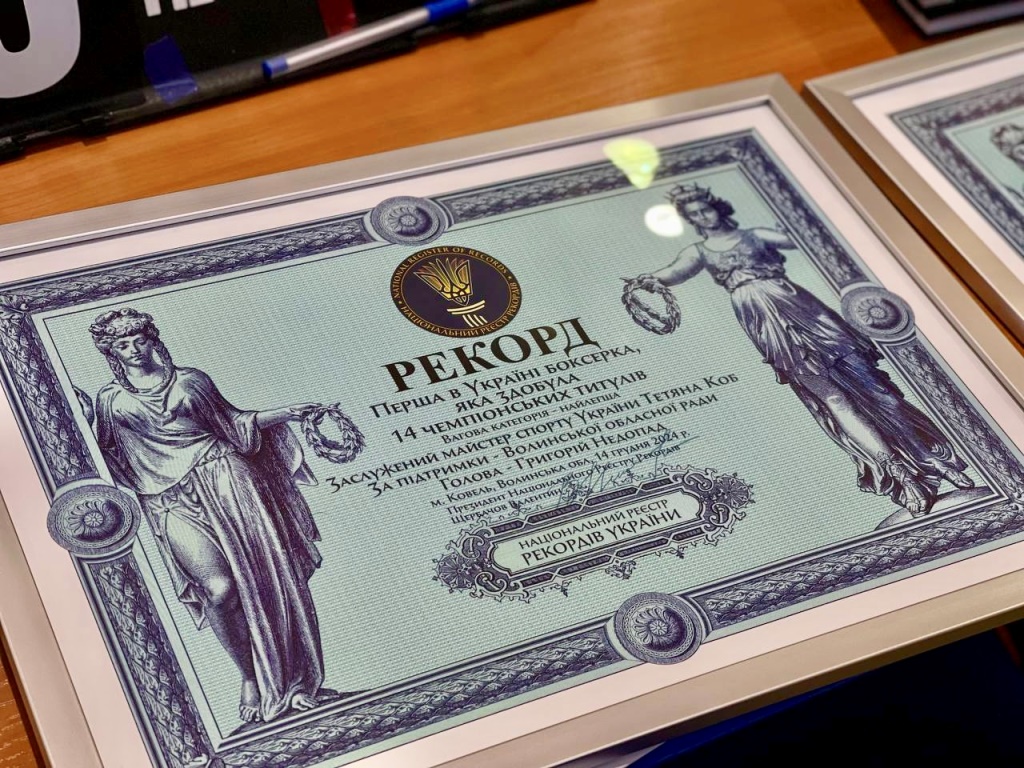 NATIONAL REGISTER OF RECORDS
НАЦІОНАЛЬНИЙ РЕЄСТР РЕКОРДІВ
РЕКОРД
Перша в Україні боксерка,
яка здобула
14 чемпіонських титулів
Вагова категорія - найлегша
Заслужений майстер спорту України Тетяна Коб
За підтримки - Волинської обласної ради
Голова - Григорій Недопад
м. Ковель, Волинська обл, 14 грудня 2024 р.
Президент Національного Реєстру Рекордів
Щербачов Валентин
НАЦІОНАЛЬНИЙ РЕЄСТР
РЕКОРДІВ УКРАЇНИ